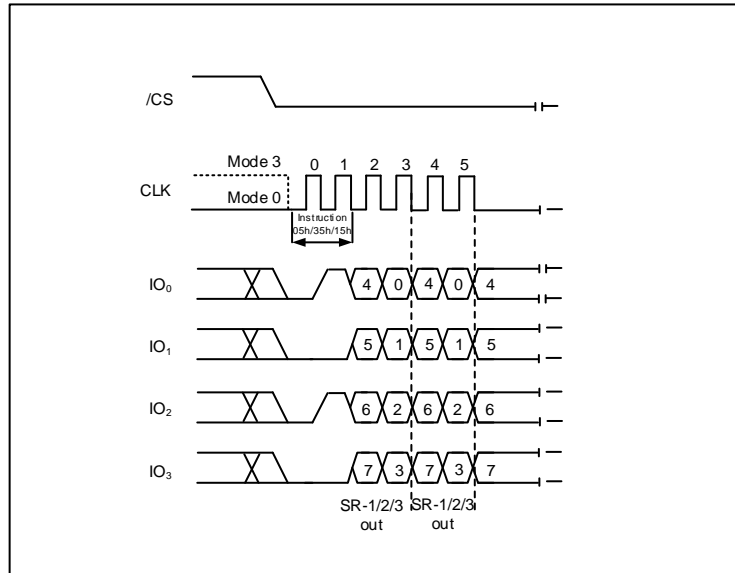 /CS
Mode 3 0 1 2 3 4 5
CLK
Mode 0
Instruction
05h/35h/15h
IO₀ 4 0 4 0 4
IO₁ 5 1 5 1 5
IO₂ 6 2 6 2 6
IO₃ 7 3 7 3 7
SR-1/2/3 SR-1/2/3
out out